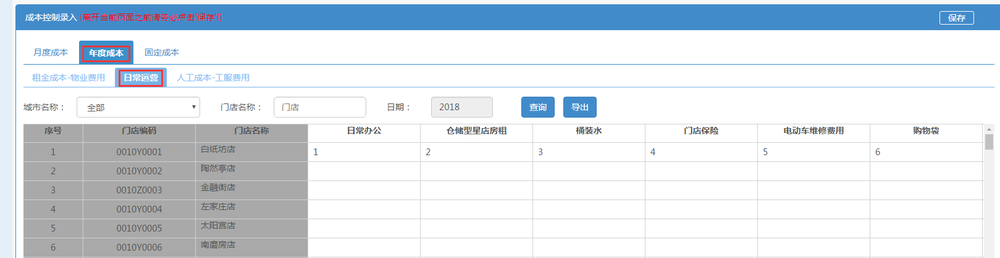 成本控制录入 (离开当前页面之前请务必点击'保存'!) 保存
月度成本 年度成本 固定成本
租金成本-物业费用 日常运营 人工成本-工服费用
城市名称： 全部 门店名称： 门店 日期： 2018 查询 导出
序号 门店编码 门店名称 日常办公 仓储型星店房租 桶装水 门店保险 电动车维修费用 购物袋
1 0010Y0001 白纸坊店 1 2 3 4 5 6
2 0010Y0002 陶然亭店
3 0010Z0003 金融街店
4 0010Y0004 左家庄店
5 0010Y0005 太阳宫店
6 0010Y0006 南磨房店